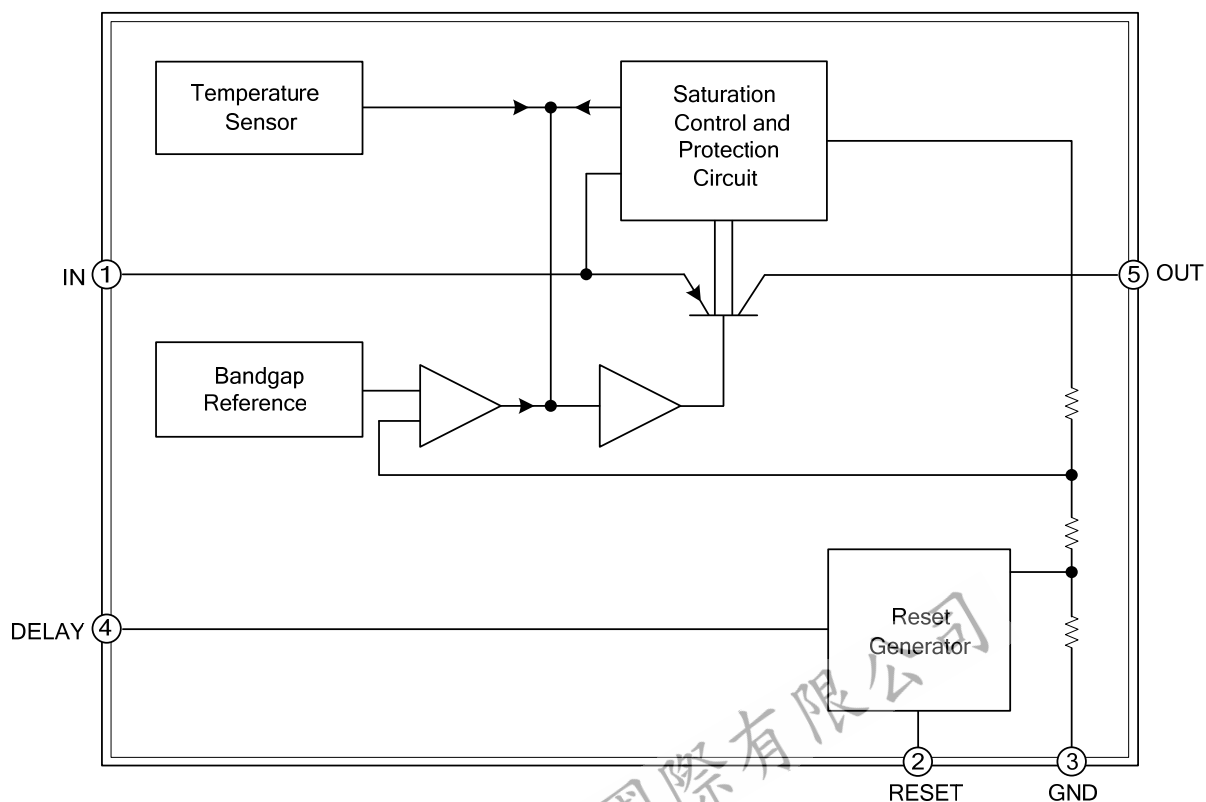 Temperature
Sensor
Saturation
Control and
Protection
Circuit
IN
1
5
OUT
Bandgap
Reference
Reset
Generator
DELAY
4
2
3
RESET
GND
際有限公司